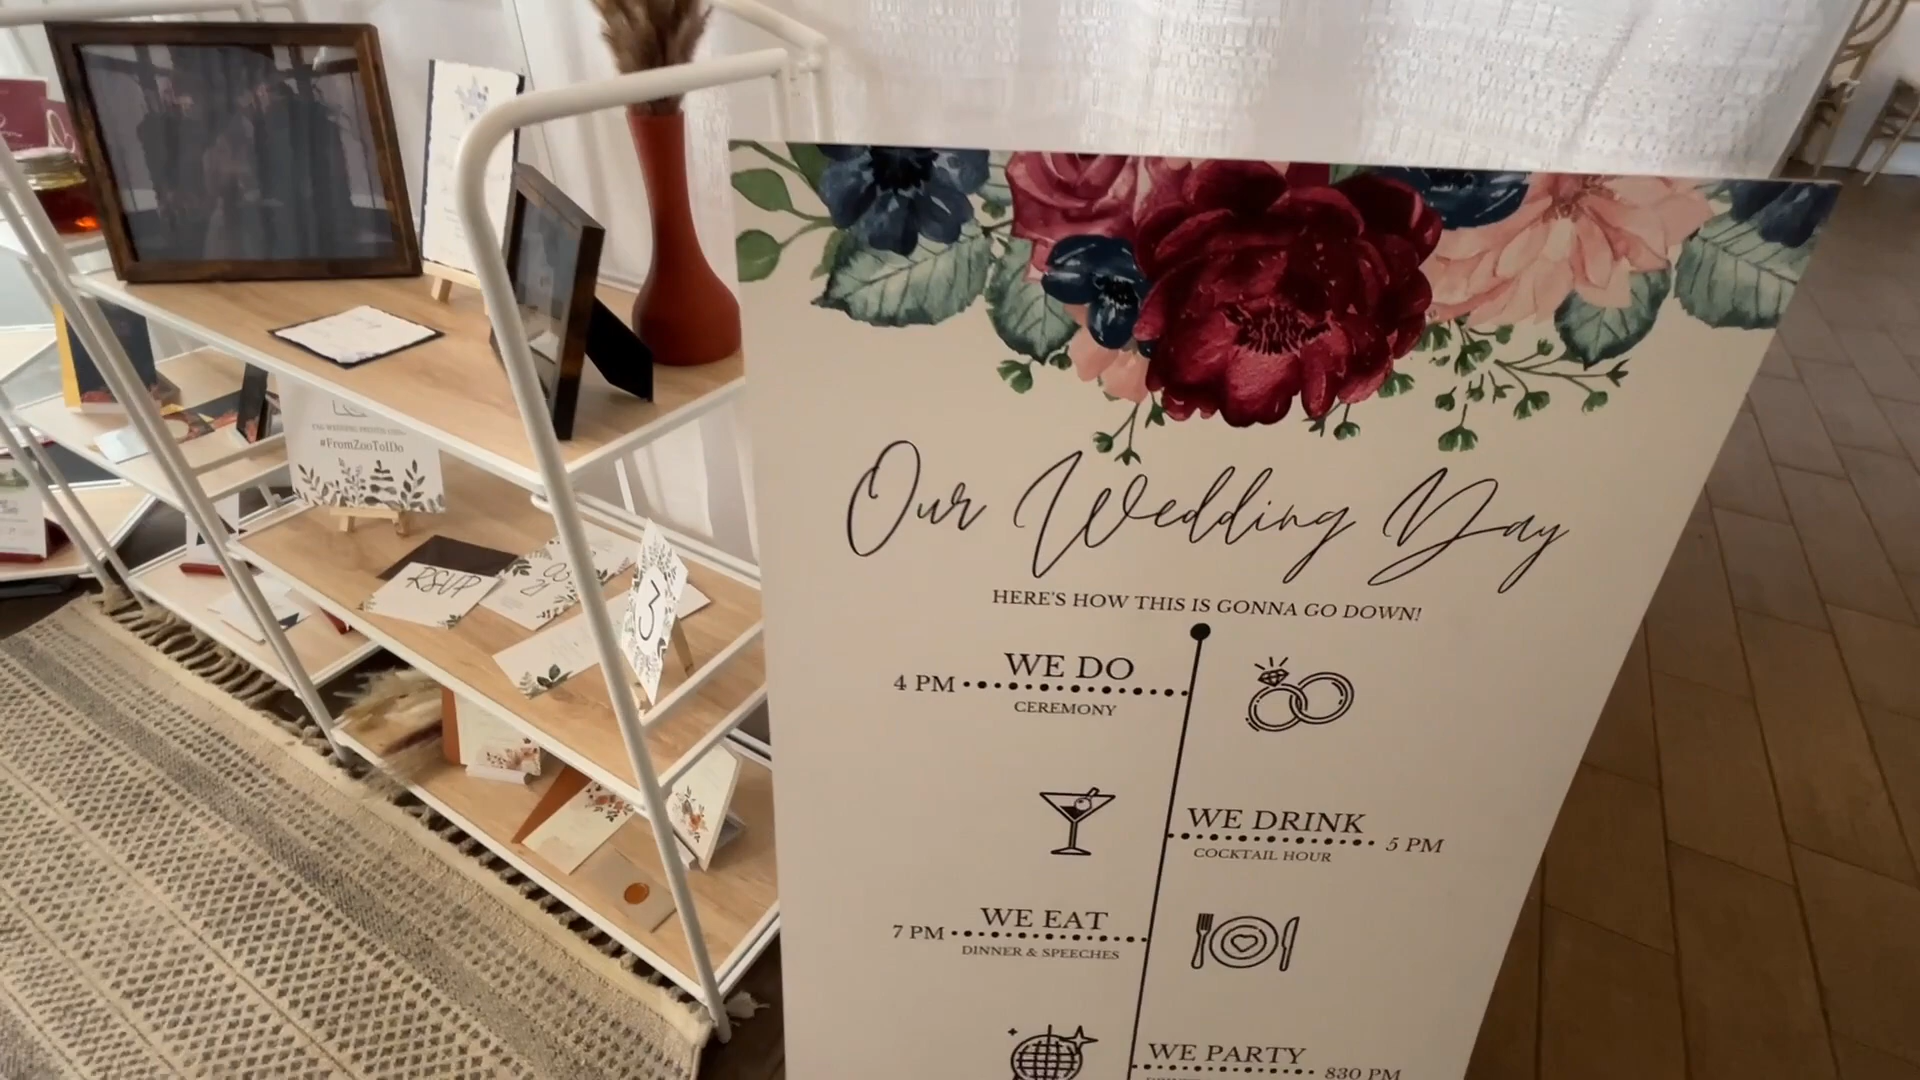 Our Wedding Day
HERE'S HOW THIS IS GONNA GO DOWN!
4 PM WE DO
CEREMONY
WE DRINK 5 PM
COCKTAIL HOUR
7 PM WE EAT
DINNER & SPEECHES
WE PARTY 830 PM
#FromZooToIDo
RSVP
3